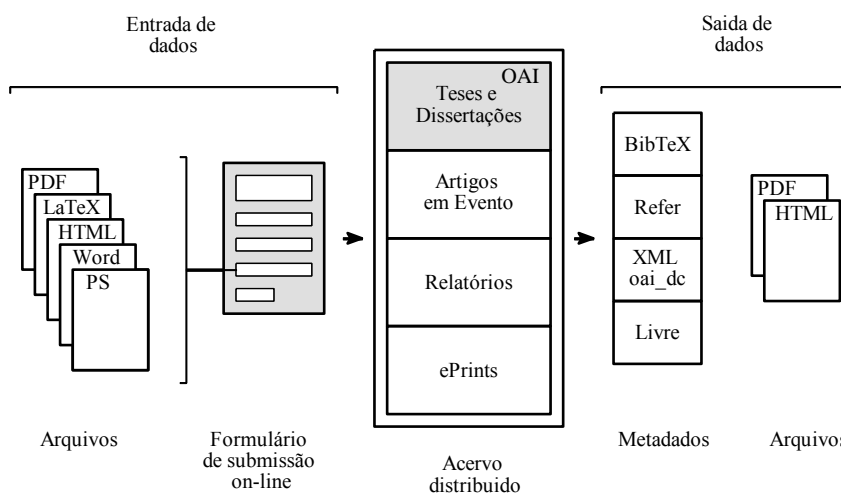 Entrada de
dados
Saida de
dados
PDF
LaTeX
HTML
Word
PS
OAI
Teses e
Dissertações
Artigos
em Evento
Relatórios
ePrints
BibTeX
Refer
XML
oai_dc
Livre
PDF
HTML
Arquivos
Formulário
de submissão
on-line
Acervo
distribuido
Metadados
Arquivos